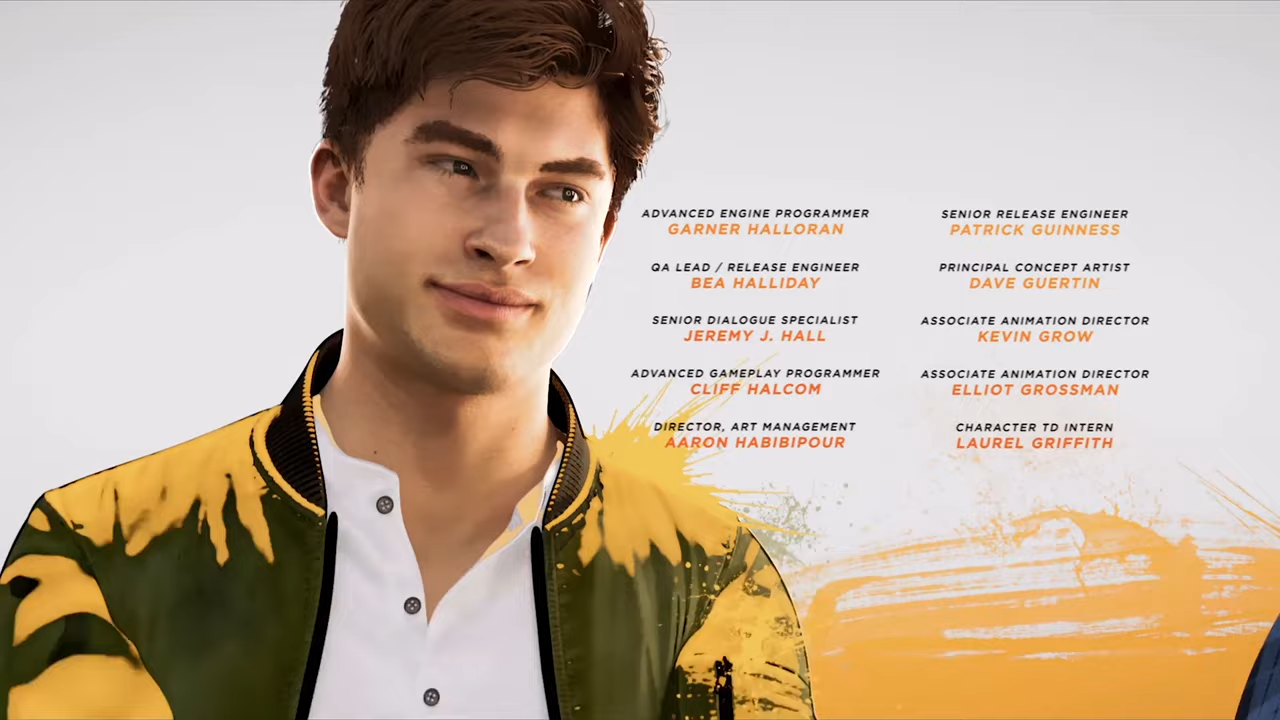 ADVANCED ENGINE PROGRAMMER
GARNER HALLORAN
QA LEAD / RELEASE ENGINEER
BEA HALLIDAY
SENIOR DIALOGUE SPECIALIST
JEREMY J. HALL
ADVANCED GAMEPLAY PROGRAMMER
CLIFF HALCOM
DIRECTOR, ART MANAGEMENT
AARON HABIBIPOUR
SENIOR RELEASE ENGINEER
PATRICK GUINNESS
PRINCIPAL CONCEPT ARTIST
DAVE GUERTIN
ASSOCIATE ANIMATION DIRECTOR
KEVIN GROW
ASSOCIATE ANIMATION DIRECTOR
ELLIOT GROSSMAN
CHARACTER TD INTERN
LAUREL GRIFFITH